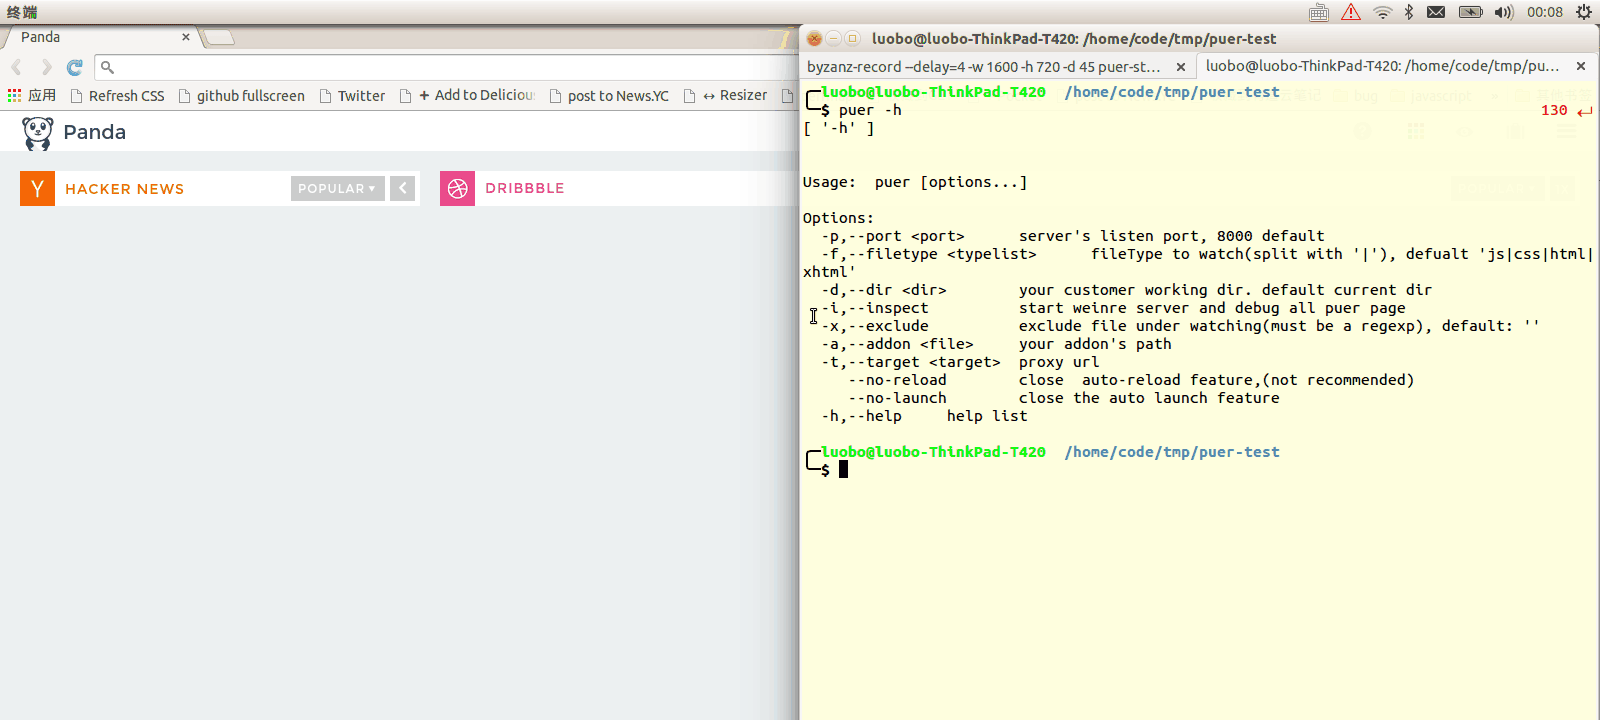 终端
00:08
Panda
应用
Refresh CSS
github fullscreen
Twitter
+ Add to Deliciou
post to News.YC
↔ Resizer
Panda
Y HACKER NEWS
POPULAR ▾
DRIBBBLE
luobo@luobo-ThinkPad-T420: /home/code/tmp/puer-test
byzanz-record --delay=4 -w 1600 -h 720 -d 45 puer-st...
luobo@luobo-ThinkPad-T420: /home/code/tmp/pu...
luobo@luobo-ThinkPad-T420  /home/code/tmp/puer-test
$ puer -h 130 ↵
[ '-h' ]
Usage:  puer [options...]
Options:
-p,--port <port>      server's listen port, 8000 default
-f,--filetype <typelist>      fileType to watch(split with '|'), defualt 'js|css|html|
xhtml'
-d,--dir <dir>        your customer working dir. default current dir
-i,--inspect          start weinre server and debug all puer page
-x,--exclude          exclude file under watching(must be a regexp), default: ''
-a,--addon <file>     your addon's path
-t,--target <target>  proxy url
--no-reload        close  auto-reload feature,(not recommended)
--no-launch        close the auto launch feature
-h,--help     help list
luobo@luobo-ThinkPad-T420  /home/code/tmp/puer-test
$